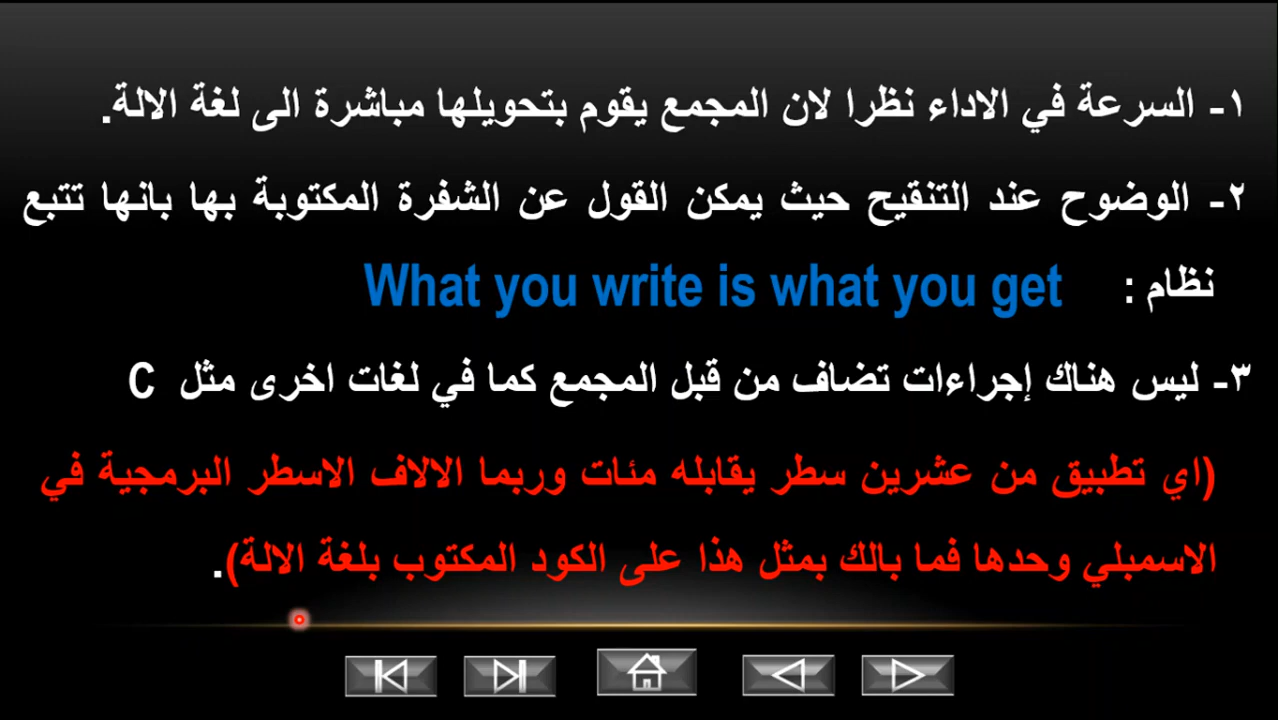 ١- السرعة في الاداء نظرا لان المجمع يقوم بتحويلها مباشرة الى لغة الالة.
٢- الوضوح عند التنقيح حيث يمكن القول عن الشفرة المكتوبة بها بانها تتبع
نظام : What you write is what you get
٣- ليس هناك إجراءات تضاف من قبل المجمع كما في لغات اخرى مثل C
(اي تطبيق من عشرين سطر يقابله مئات وربما الالاف الاسطر البرمجية في
الاسمبلي وحدها فما بالك بمثل هذا على الكود المكتوب بلغة الالة).